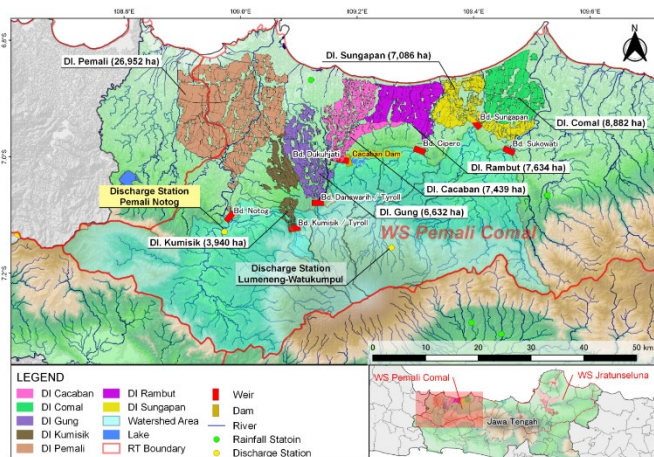 108.8°E 109.0°E 109.2°E 109.4°E 109.6°E
6.8°S
7.0°S
7.2°S
N
DI. Pemali (26,952 ha)
DI. Sungapan (7,086 ha)
DI. Comal (8,882 ha)
Bd. Sungapan
Bd. Dukuhjati
Cacaban Dam
Bd. Cipero
Bd. Sukowati
DI. Rambut (7,634 ha)
DI. Cacaban (7,439 ha)
Discharge Station
Pemali Notog
Bd. Notog
Bd. Danawarih / Tyroll
DI. Gung (6,632 ha)
Bd. Kumisik / Tyroll
DI. Kumisik (3,940 ha)
WS Pemali Comal
Discharge Station
Lumeneng-Watukumpul
0 10 20 30 40 50 km
LEGEND
DI Cacaban
DI Comal
DI Gung
DI Kumisik
DI Pemali
DI Rambut
DI Sungapan
Watershed Area
Lake
RT Boundary
Weir
Dam
River
Rainfall Statoin
Discharge Station
WS Pemali Comal
WS Jratunseluna
Jawa Tengah